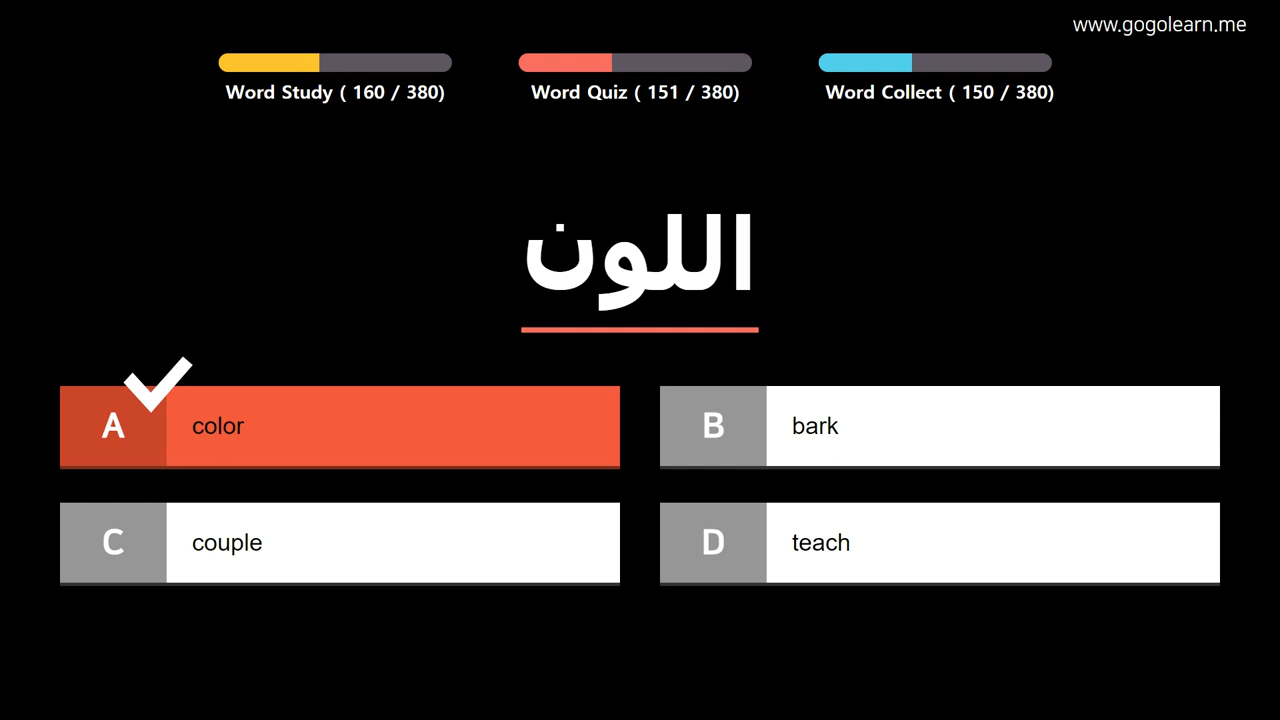 www.gogolearn.me
Word Study ( 160 / 380)
Word Quiz ( 151 / 380)
Word Collect ( 150 / 380)
اللون
A color
B bark
C couple
D teach